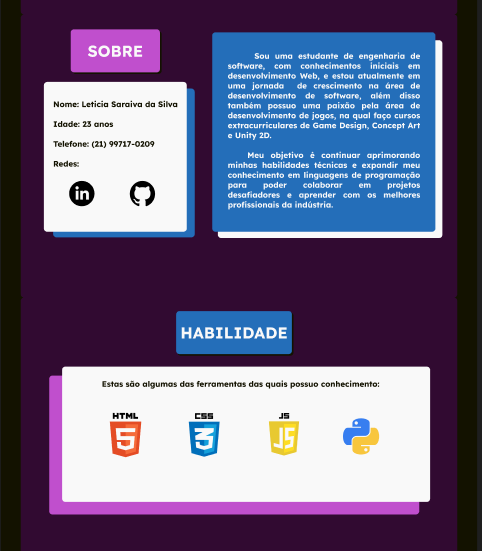 SOBRE
Nome: Leticia Saraiva da Silva
Idade: 23 anos
Telefone: (21) 99717-0209
Redes:
in
Sou uma estudante de engenharia de
software, com conhecimentos iniciais em
desenvolvimento Web, e estou atualmente em
uma jornada de crescimento na área de
desenvolvimento de software, além disso
também possuo uma paixão pela área de
desenvolvimento de jogos, na qual faço cursos
extracurriculares de Game Design, Concept Art
e Unity 2D.
Meu objetivo é continuar aprimorando
minhas habilidades técnicas e expandir meu
conhecimento em linguagens de programação
para poder colaborar em projetos
desafiadores e aprender com os melhores
profissionais da indústria.
HABILIDADE
Estas são algumas das ferramentas das quais possuo conhecimento:
HTML CSS JS
5 3 JS